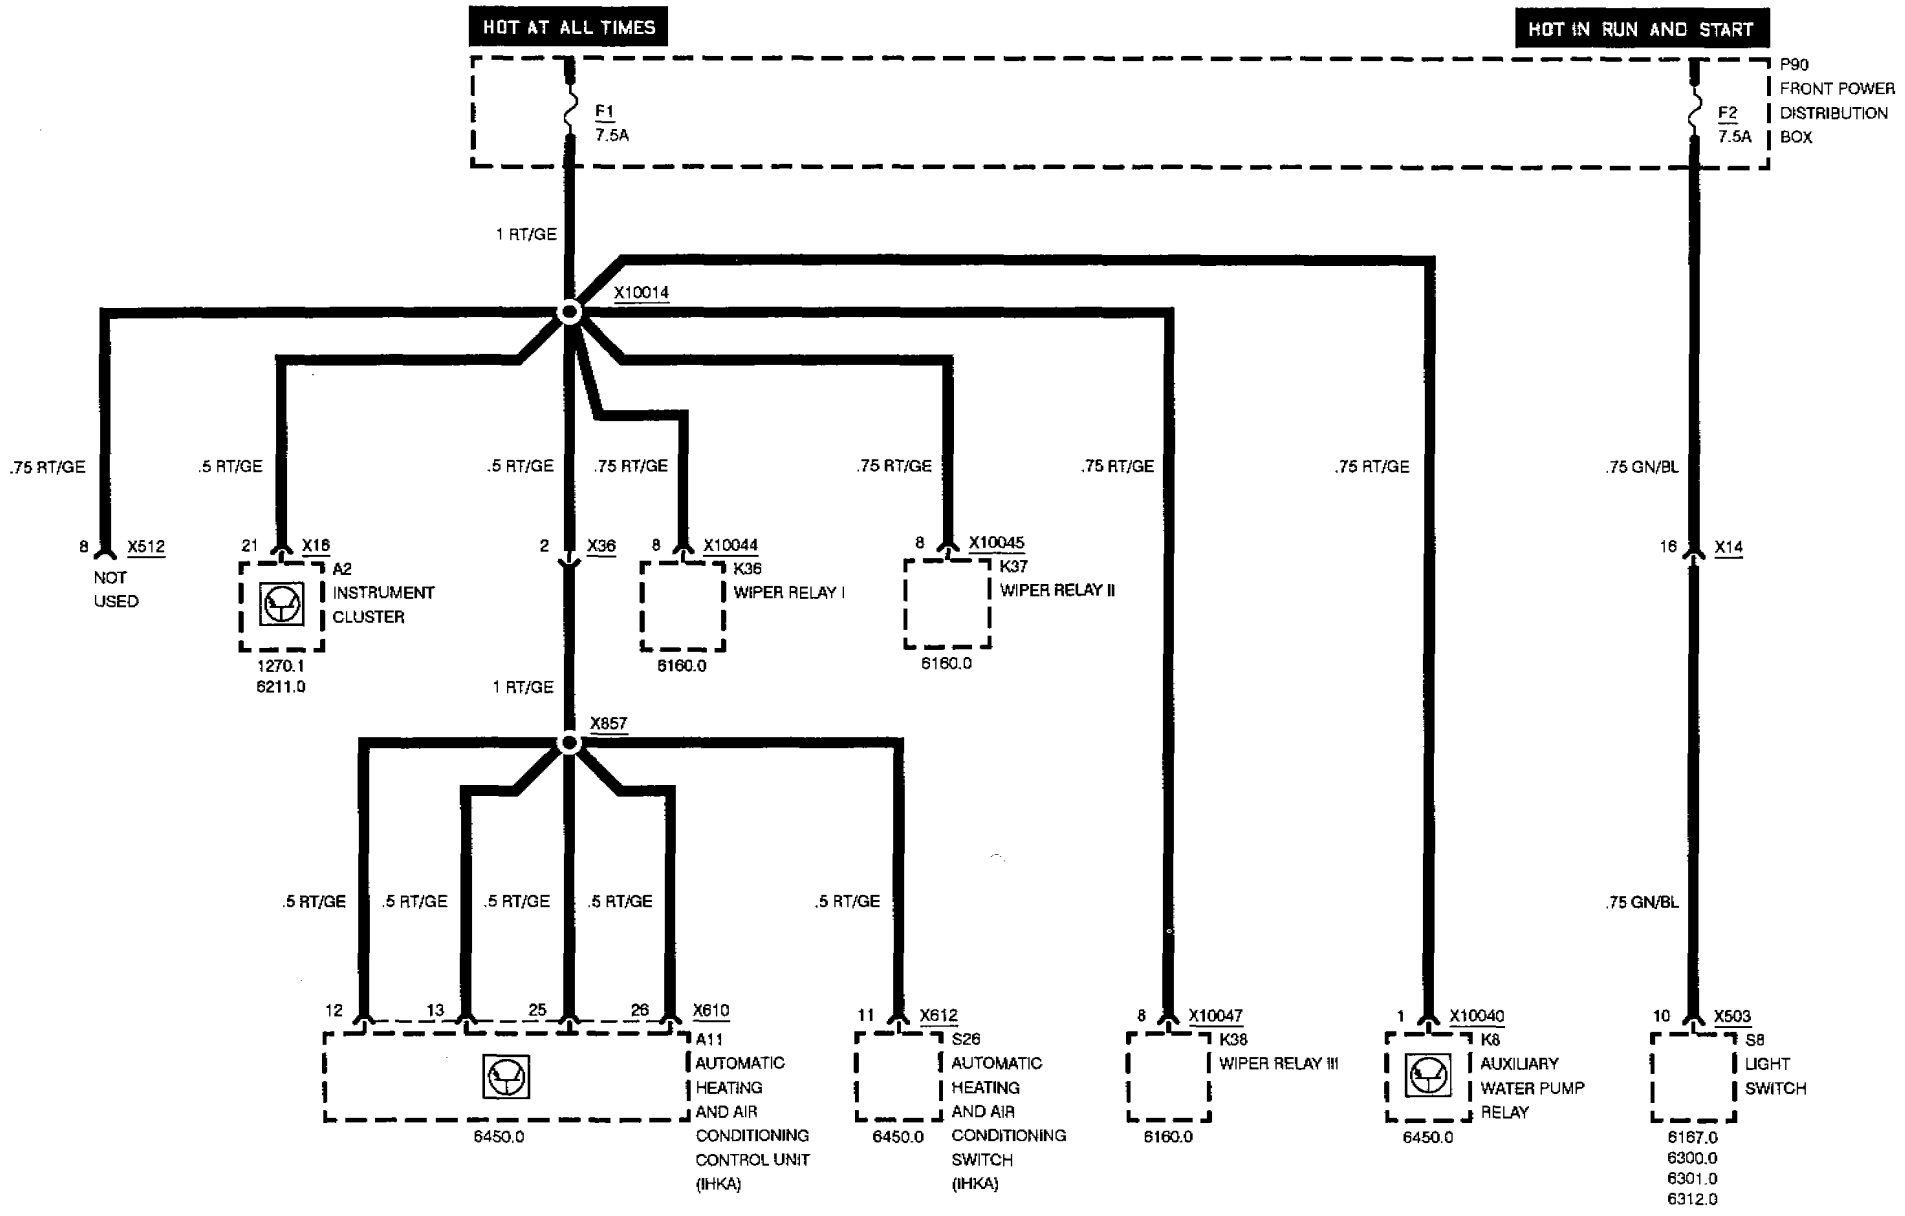 HOT AT ALL TIMES
HOT IN RUN AND START
P90
FRONT POWER
DISTRIBUTION
BOX
F1
7.5A
F2
7.5A
1 RT/GE
X10014
.75 RT/GE
.5 RT/GE
.5 RT/GE
.75 RT/GE
.75 RT/GE
.75 RT/GE
.75 RT/GE
.75 GN/BL
8 X512
NOT
USED
21 X16
A2
INSTRUMENT
CLUSTER
1270.1
6211.0
2 X36
8 X10044
K36
WIPER RELAY I
6160.0
8 X10045
K37
WIPER RELAY II
6160.0
16 X14
1 RT/GE
X857
.5 RT/GE
.5 RT/GE
.5 RT/GE
.5 RT/GE
.5 RT/GE
.75 GN/BL
12 13 25 26 X610
A11
AUTOMATIC
HEATING
AND AIR
CONDITIONING
CONTROL UNIT
(IHKA)
6450.0
11 X612
S26
AUTOMATIC
HEATING
AND AIR
CONDITIONING
SWITCH
(IHKA)
6450.0
8 X10047
K38
WIPER RELAY III
6160.0
1 X10040
K8
AUXILIARY
WATER PUMP
RELAY
6450.0
10 X503
S8
LIGHT
SWITCH
6167.0
6300.0
6301.0
6312.0